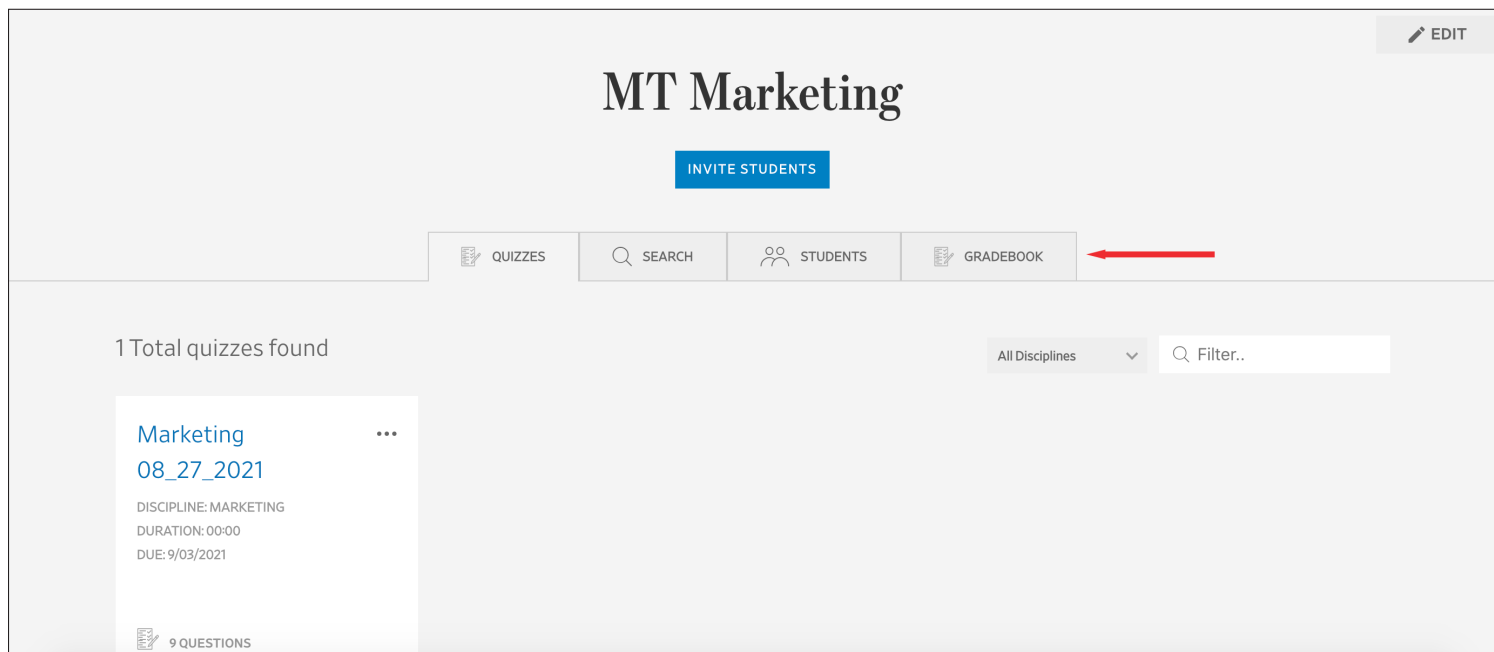 EDIT
MT Marketing
INVITE STUDENTS
QUIZZES SEARCH STUDENTS GRADEBOOK
1 Total quizzes found
All Disciplines
Filter..
Marketing
08_27_2021
DISCIPLINE: MARKETING
DURATION: 00:00
DUE: 9/03/2021
9 QUESTIONS